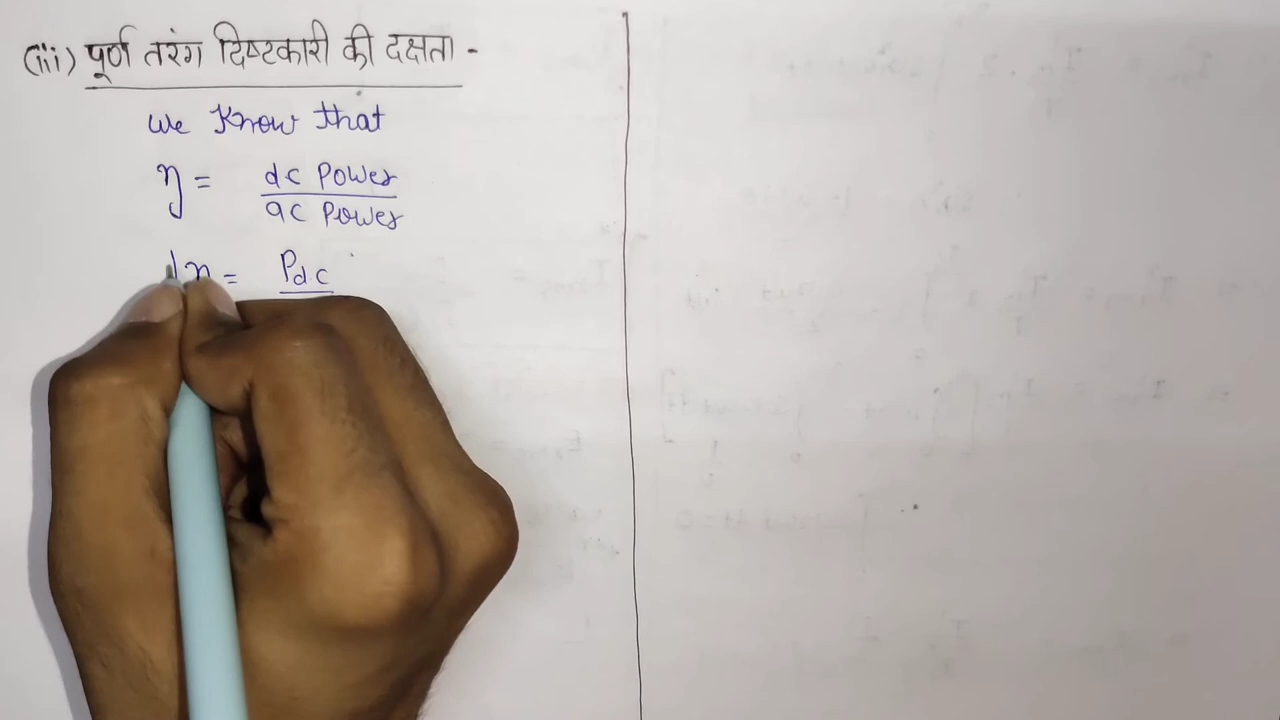 (iii) पूर्ण तरंग दिष्टकारी की दक्षता -
We Know that
η = dc Power
ac Power
η = Pdc